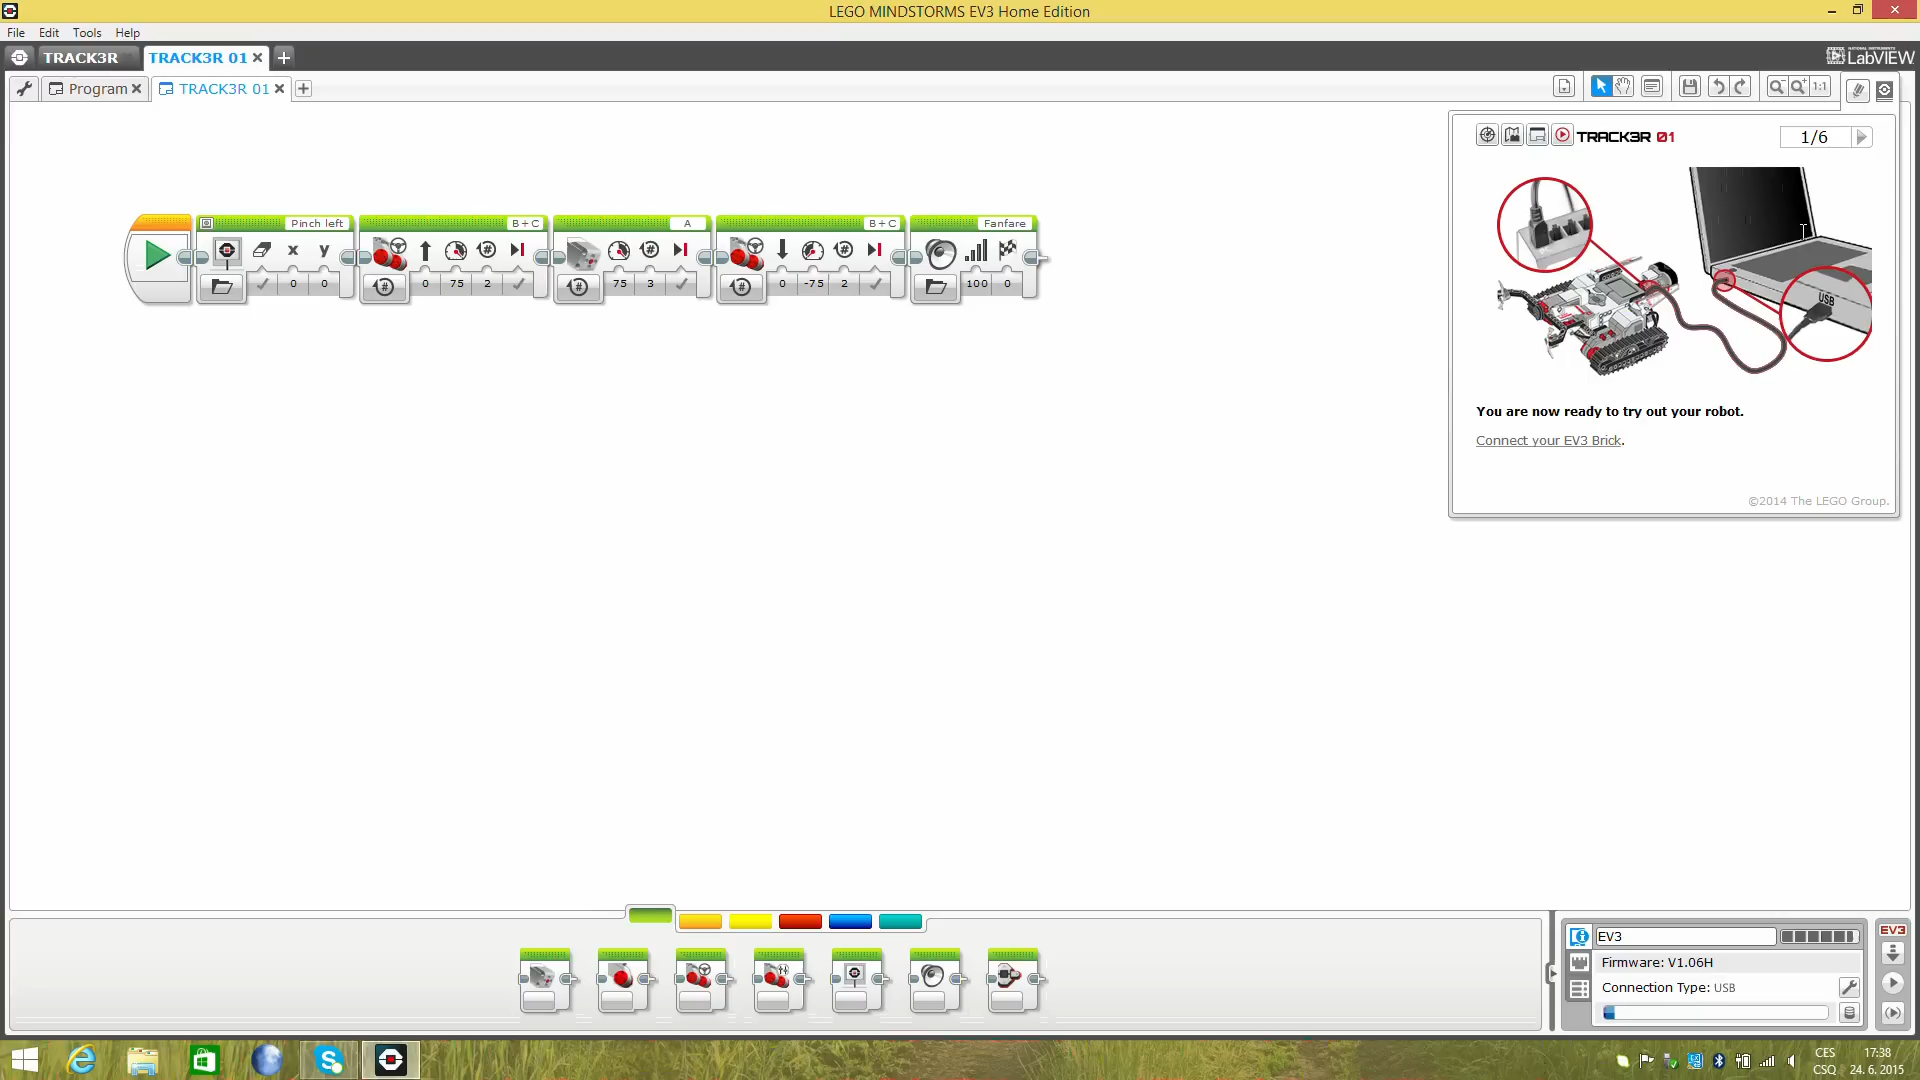 LEGO MINDSTORMS EV3 Home Edition
File Edit Tools Help
TRACK3R TRACK3R 01
LabVIEW
Program TRACK3R 01
1:1
TRACK3R 01 1/6
Pinch left B+C A B+C Fanfare
x y
0 0 0 75 2 75 3 0 -75 2 100 0
USB
You are now ready to try out your robot.
Connect your EV3 Brick.
©2014 The LEGO Group.
EV3
EV3
Firmware: V1.06H
Connection Type: USB
CES 17:38
CSQ 24. 6. 2015